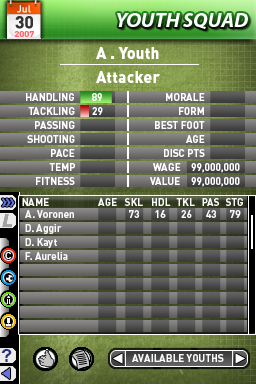 Jul
30
2007
YOUTH SQUAD
A . Youth
Attacker
HANDLING 89 MORALE
TACKLING 29 FORM
PASSING BEST FOOT
SHOOTING AGE
PACE DISC PTS
TEMP WAGE 99,000,000
FITNESS VALUE 99,000,000
NAME AGE SKL HDL TKL PAS STG
A. Voronen 73 16 26 43 79
D. Aggir
D. Kayt
F. Aurelia
L
C
?
AVAILABLE YOUTHS